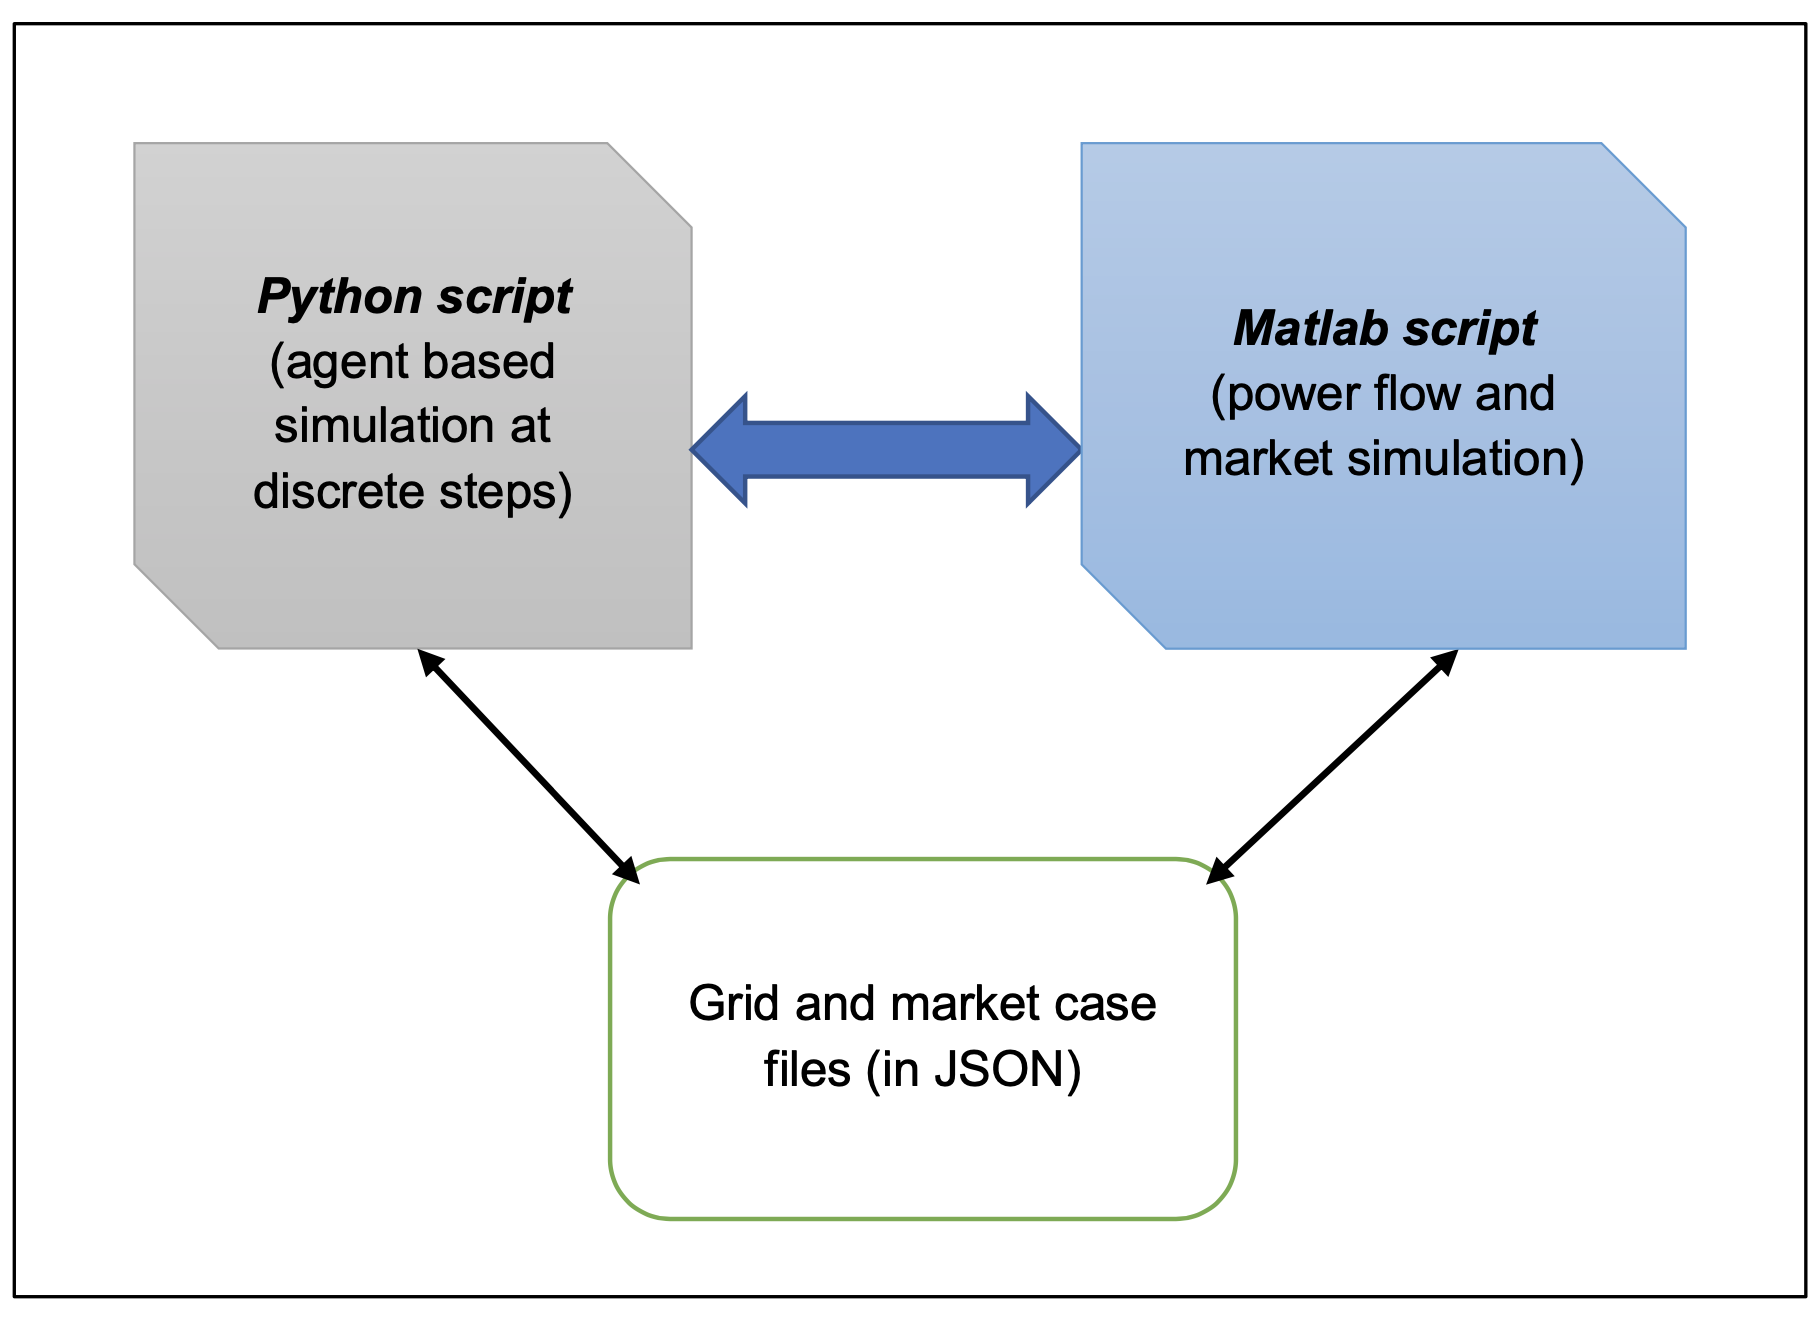 Python script
(agent based
simulation at
discrete steps)
Matlab script
(power flow and
market simulation)
Grid and market case
files (in JSON)